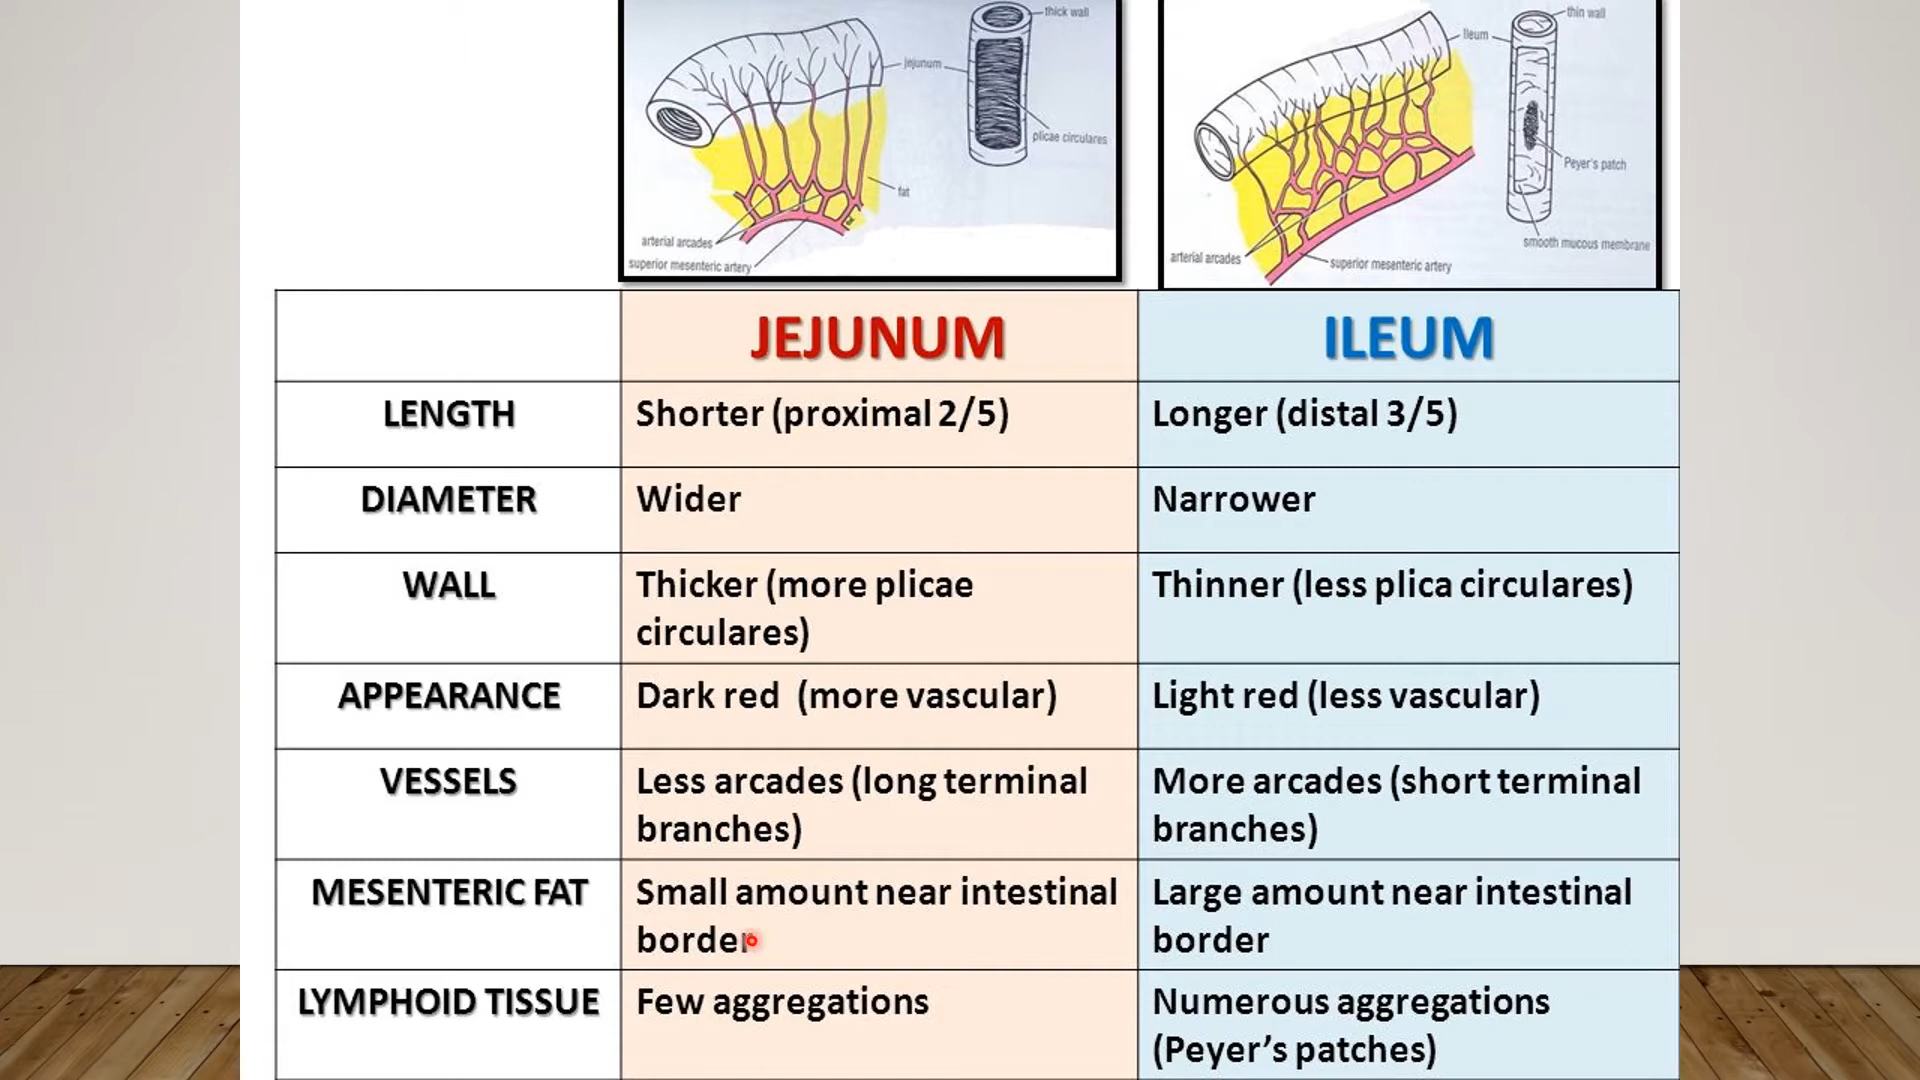 thick wall
jejunum
plicae circulares
fat
arterial arcades
superior mesenteric artery
thin wall
Ileum
Peyer's patch
smooth mucous membrane
arterial arcades
superior mesenteric artery
JEJUNUM
ILEUM
LENGTH
Shorter (proximal 2/5)
Longer (distal 3/5)
DIAMETER
Wider
Narrower
WALL
Thicker (more plicae
circulares)
Thinner (less plica circulares)
APPEARANCE
Dark red (more vascular)
Light red (less vascular)
VESSELS
Less arcades (long terminal
branches)
More arcades (short terminal
branches)
MESENTERIC FAT
Small amount near intestinal
border
Large amount near intestinal
border
LYMPHOID TISSUE
Few aggregations
Numerous aggregations
(Peyer’s patches)